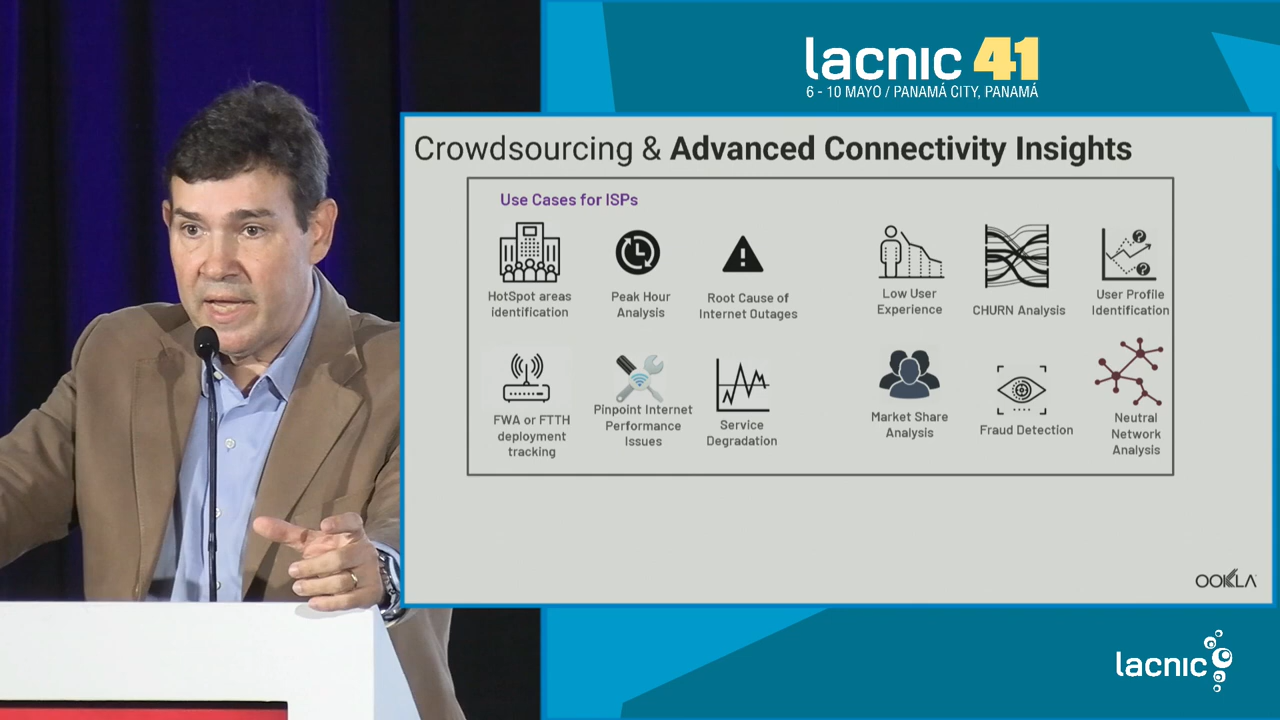 lacnic 41
6 - 10 MAYO / PANAMÁ CITY, PANAMÁ
Crowdsourcing & Advanced Connectivity Insights
Use Cases for ISPs
HotSpot areas
identification
Peak Hour
Analysis
Root Cause of
Internet Outages
Low User
Experience
CHURN Analysis
User Profile
Identification
FWA or FTTH
deployment
tracking
Pinpoint Internet
Performance
Issues
Service
Degradation
Market Share
Analysis
Fraud Detection
Neutral
Network
Analysis
OOKLA
lacnic